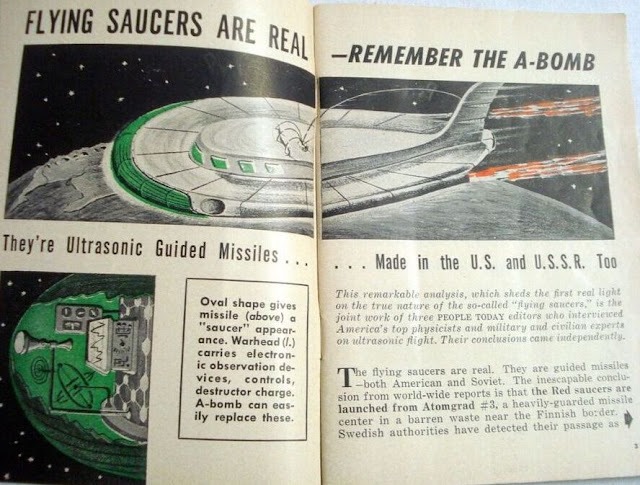 FLYING SAUCERS ARE REAL
—REMEMBER THE A-BOMB
They're Ultrasonic Guided Missiles . . .
. . . Made in the U.S. and U.S.S.R. Too
Oval shape gives
missile (above) a
"saucer" appear-
ance. Warhead (l.)
carries electron-
ic observation de-
vices, controls,
destructor charge.
A-bomb can eas-
ily replace these.
This remarkable analysis, which sheds the first real light
on the true nature of the so-called "flying saucers," is the
joint work of three PEOPLE TODAY editors who interviewed
America's top physicists and military and civilian experts
on ultrasonic flight. Their conclusions came independently.
The flying saucers are real. They are guided missiles
—both American and Soviet. The inescapable conclu-
sion from world-wide reports is that the Red saucers are
launched from Atomgrad #3, a heavily-guarded missile
center in a barren waste near the Finnish border.
Swedish authorities have detected their passage as